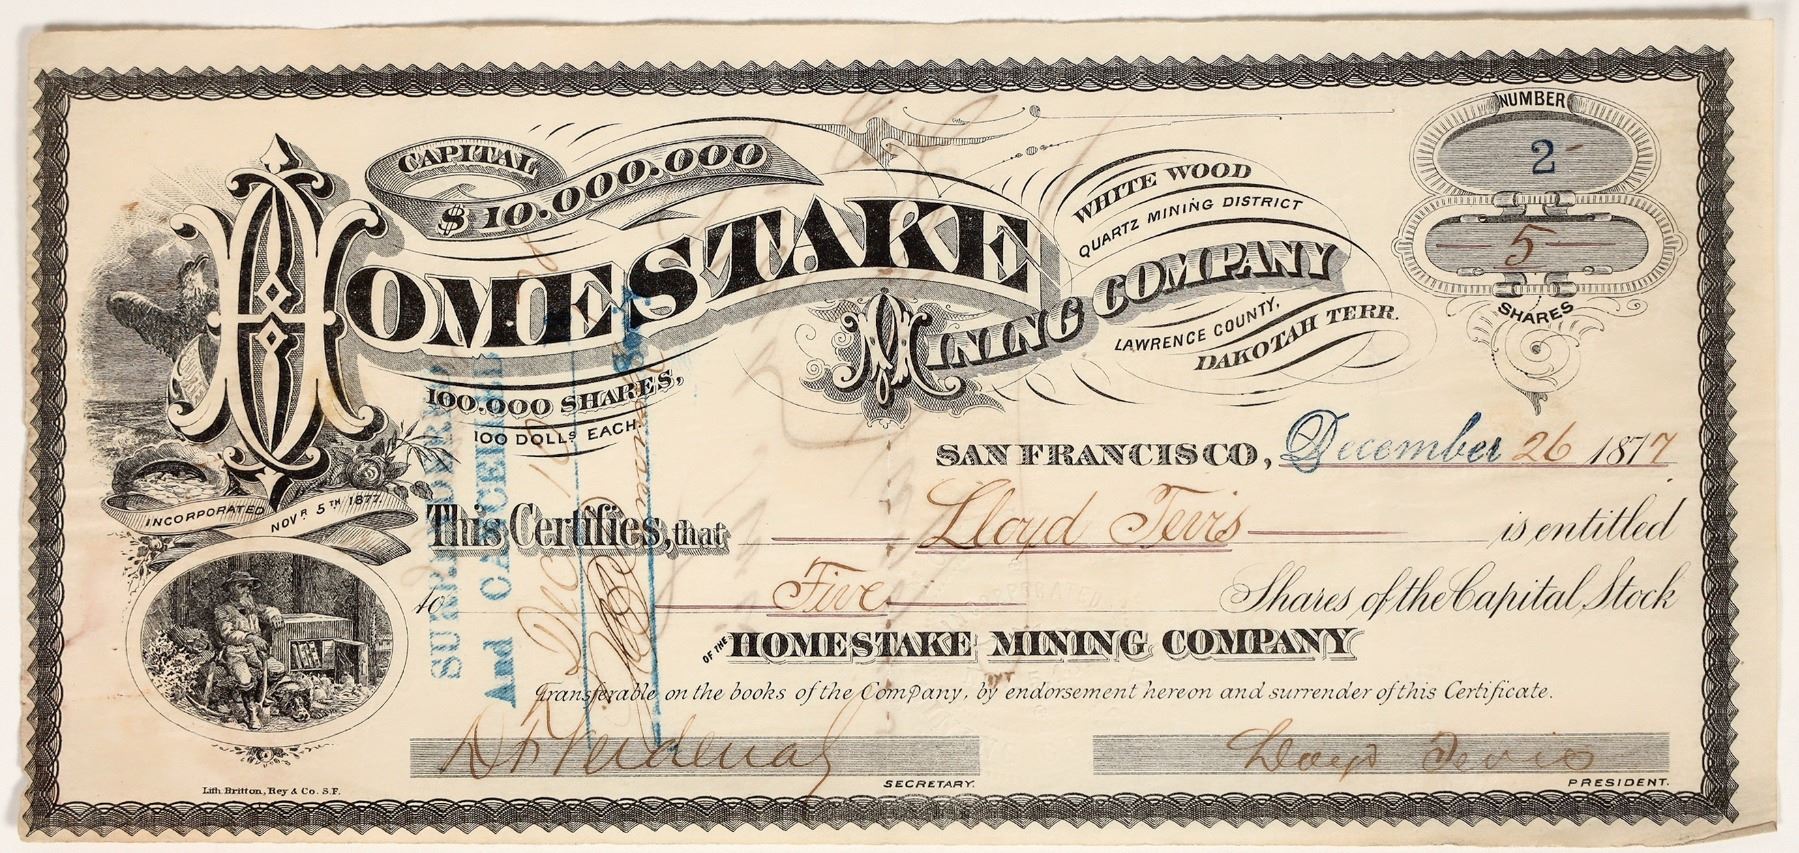 NUMBER
2
CAPITAL
$10.000.000
HOMESTAKE
MINING COMPANY
WHITE WOOD
QUARTZ MINING DISTRICT
LAWRENCE COUNTY,
DAKOTAH TERR.
5
SHARES
100.000 SHARES,
100 DOLLS EACH.
INCORPORATED NOVR 5TH 1877.
SAN FRANCISCO, December 26 1877
This Certifies, that Lloyd Tevis is entitled
to Five Shares of the Capital Stock
OF THE HOMESTAKE MINING COMPANY
Transferable on the books of the Company, by endorsement hereon and surrender of this Certificate.
SURRENDERED
And CANCELLED
Lloyd Tevis
SECRETARY.
PRESIDENT.
Lith. Britton, Rey & Co. S.F.